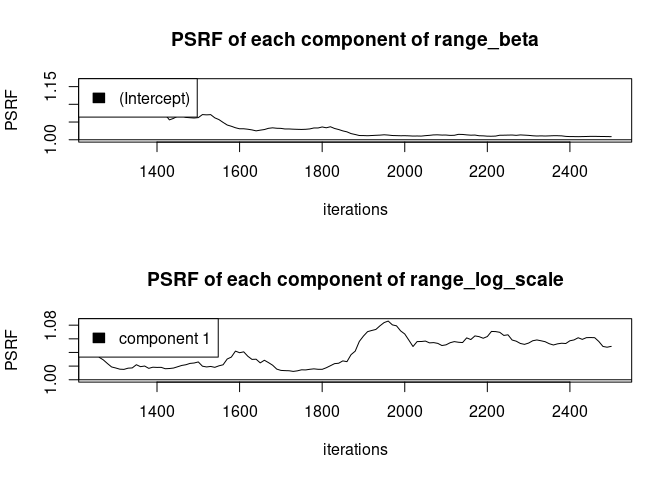 PSRF of each component of range_beta
PSRF
1.15
1.00
(Intercept)
1400 1600 1800 2000 2200 2400
iterations
PSRF of each component of range_log_scale
PSRF
1.08
1.00
component 1
1400 1600 1800 2000 2200 2400
iterations